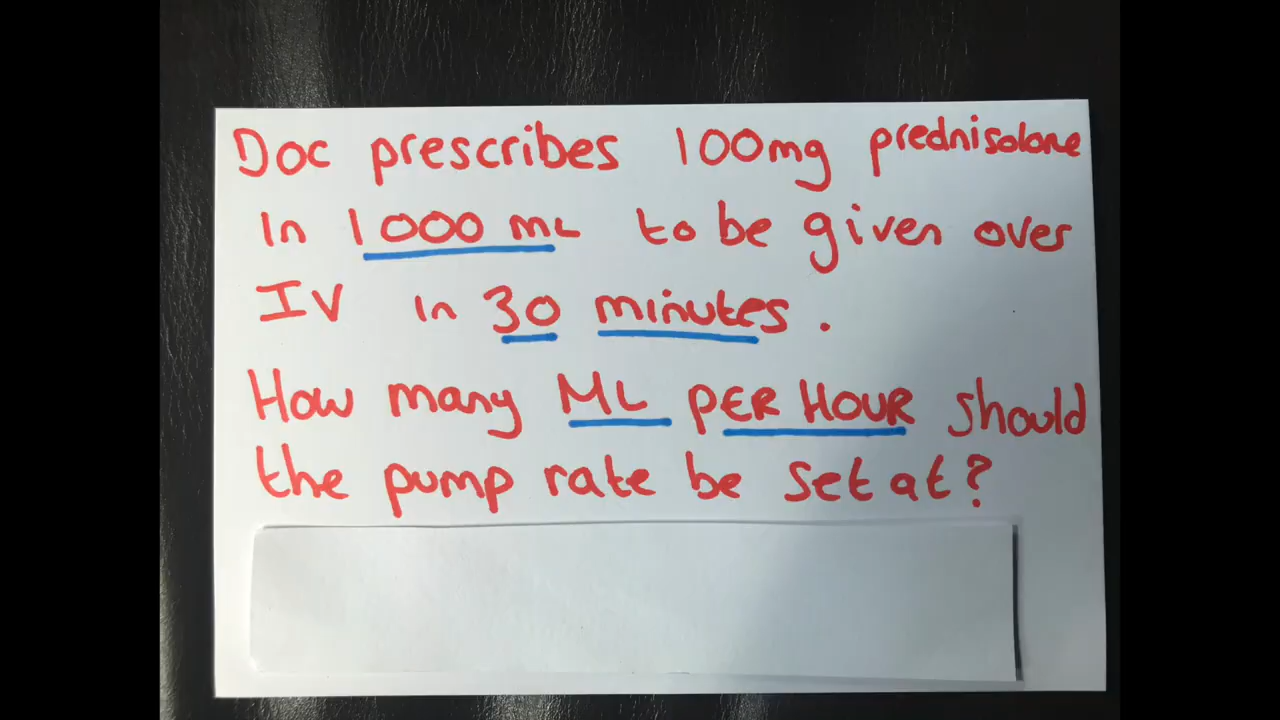 Doc prescribes 100mg prednisolone
In 1000 mL to be given over
IV in 30 minutes.
How many ML pER HOUR should
the pump rate be set at?